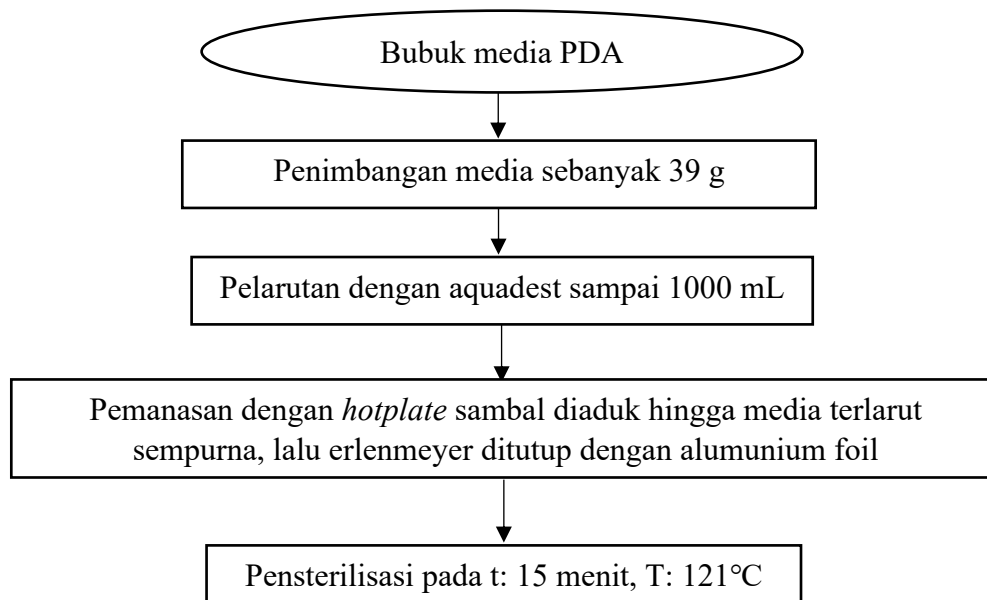 Bubuk media PDA
Penimbangan media sebanyak 39 g
Pelarutan dengan aquadest sampai 1000 mL
Pemanasan dengan hotplate sambal diaduk hingga media terlarut
sempurna, lalu erlenmeyer ditutup dengan alumunium foil
Pensterilisasi pada t: 15 menit, T: 121°C